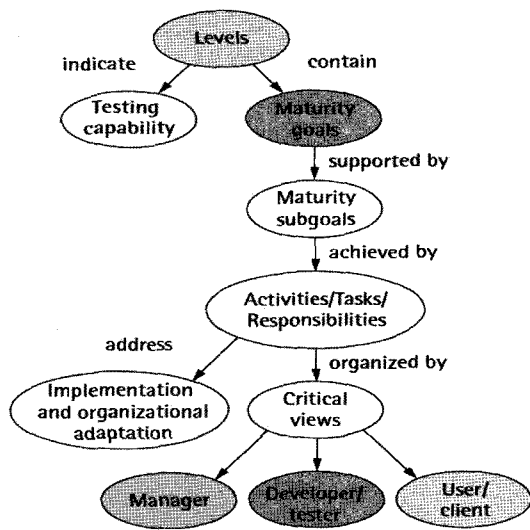 Levels
indicate
contain
Testing
capability
Maturity
goals
supported by
Maturity
subgoals
achieved by
Activities/Tasks/
Responsibilities
address
organized by
Implementation
and organizational
adaptation
Critical
views
Manager
Developer/
tester
User/
client